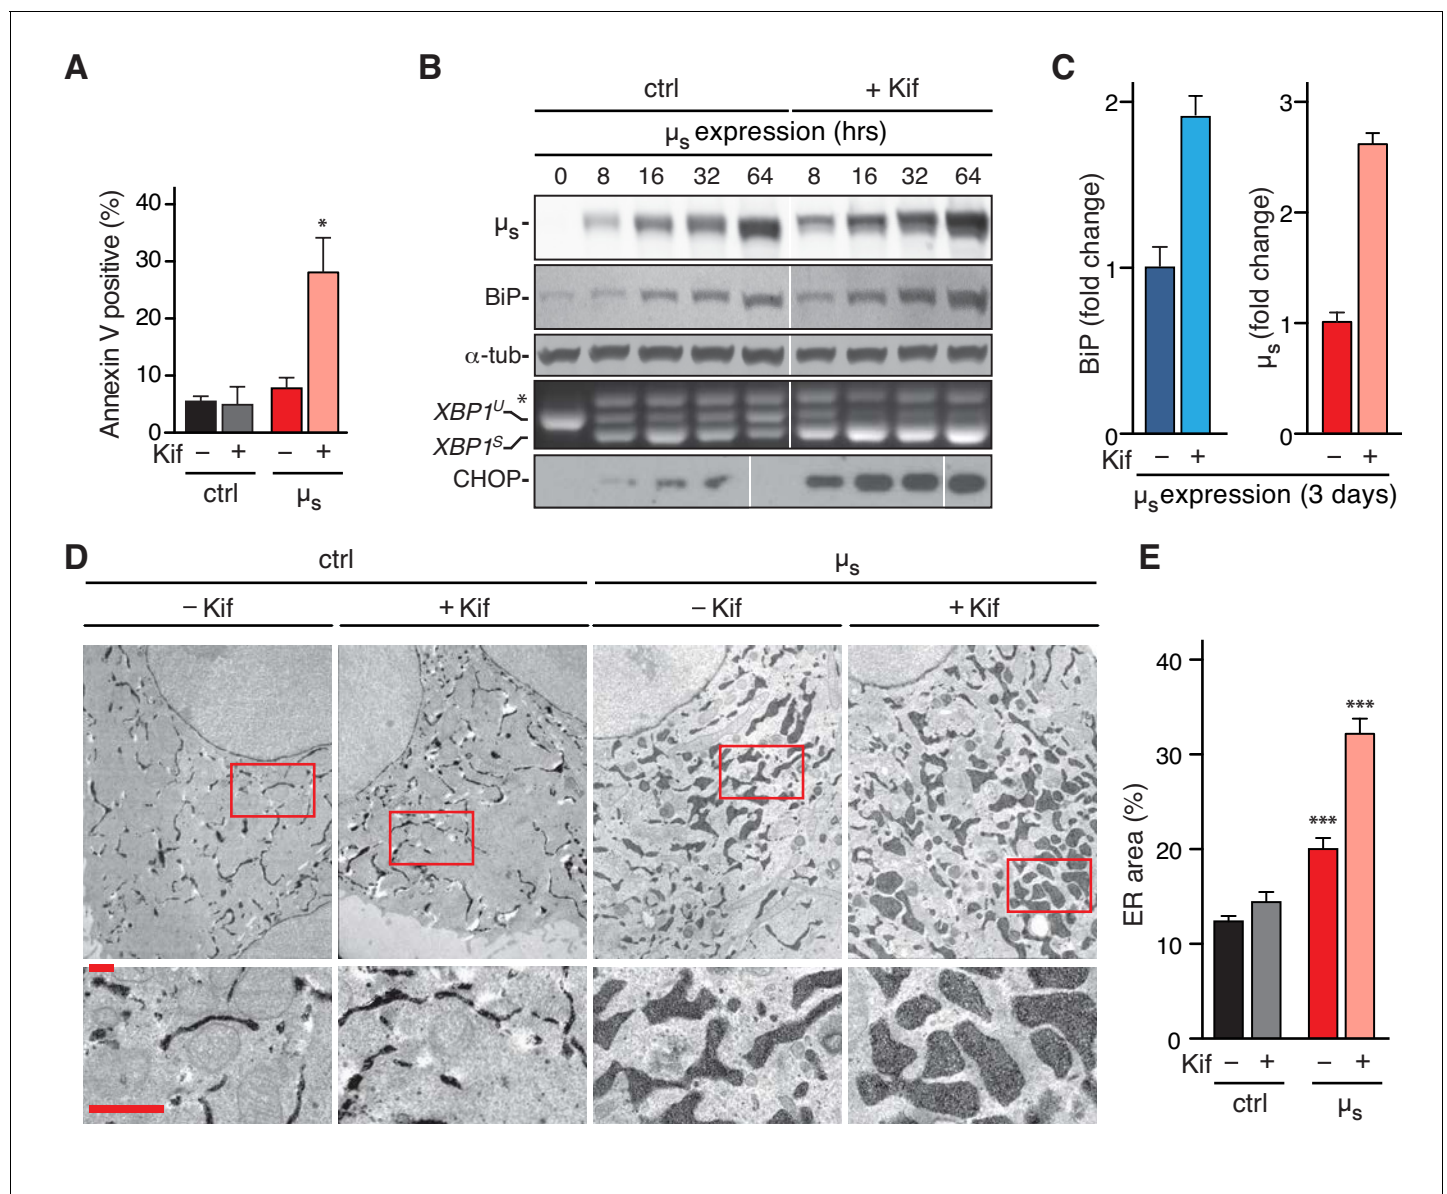 A
Annexin V positive (%)
40
30
20
10
0
*
Kif − + − +
ctrl μs
B
ctrl + Kif
μs expression (hrs)
0 8 16 32 64 8 16 32 64
μs-
BiP-
α-tub-
*
XBP1U
XBP1S
CHOP-
C
BiP (fold change)
2
1
0
μs (fold change)
3
2
1
0
Kif − + − +
μs expression (3 days)
D
ctrl μs
− Kif + Kif − Kif + Kif
E
ER area (%)
40
30
20
10
0
***
***
Kif − + − +
ctrl μs